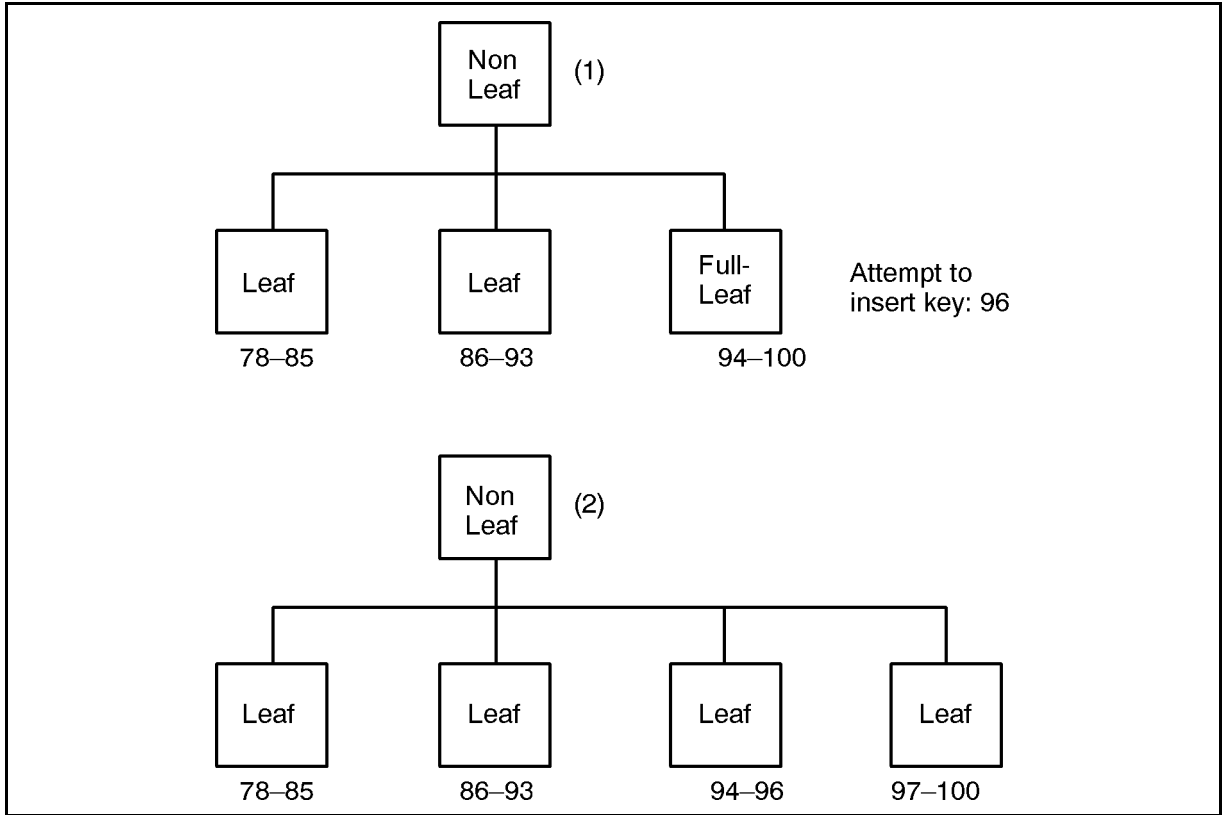 Non
Leaf
(1)
Leaf
Leaf
Full-
Leaf
Attempt to
insert key: 96
78–85
86–93
94–100
Non
Leaf
(2)
Leaf
Leaf
Leaf
Leaf
78–85
86–93
94–96
97–100